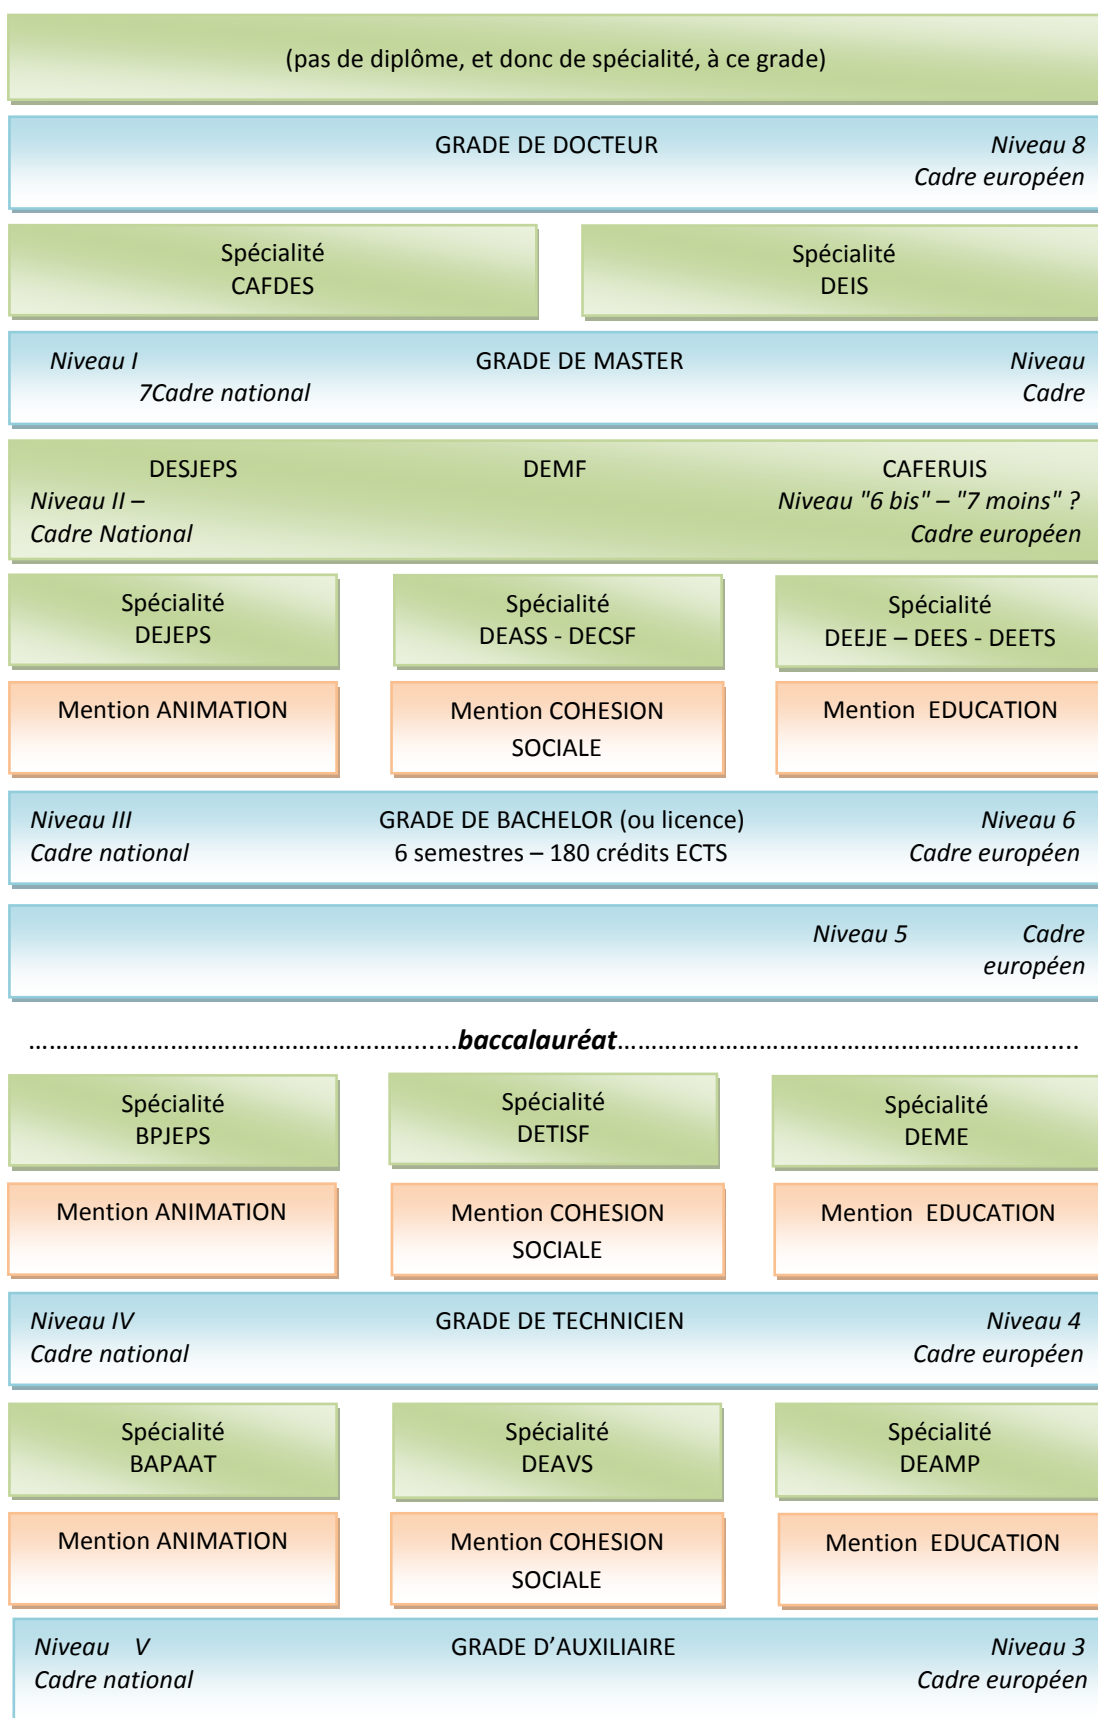 (pas de diplôme, et donc de spécialité, à ce grade)
GRADE DE DOCTEUR Niveau 8
Cadre européen
Spécialité
CAFDES
Spécialité
DEIS
Niveau I GRADE DE MASTER Niveau
7Cadre national Cadre
DESJEPS DEMF CAFERUIS
Niveau II – Niveau "6 bis" – "7 moins" ?
Cadre National Cadre européen
Spécialité
DEJEPS
Spécialité
DEASS - DECSF
Spécialité
DEEJE – DEES - DEETS
Mention ANIMATION
Mention COHESION
SOCIALE
Mention EDUCATION
Niveau III GRADE DE BACHELOR (ou licence) Niveau 6
Cadre national 6 semestres – 180 crédits ECTS Cadre européen
Niveau 5 Cadre
européen
……………………………………………………......baccalauréat……………………………………………………….....
Spécialité
BPJEPS
Spécialité
DETISF
Spécialité
DEME
Mention ANIMATION
Mention COHESION
SOCIALE
Mention EDUCATION
Niveau IV GRADE DE TECHNICIEN Niveau 4
Cadre national Cadre européen
Spécialité
BAPAAT
Spécialité
DEAVS
Spécialité
DEAMP
Mention ANIMATION
Mention COHESION
SOCIALE
Mention EDUCATION
Niveau V GRADE D’AUXILIAIRE Niveau 3
Cadre national Cadre européen